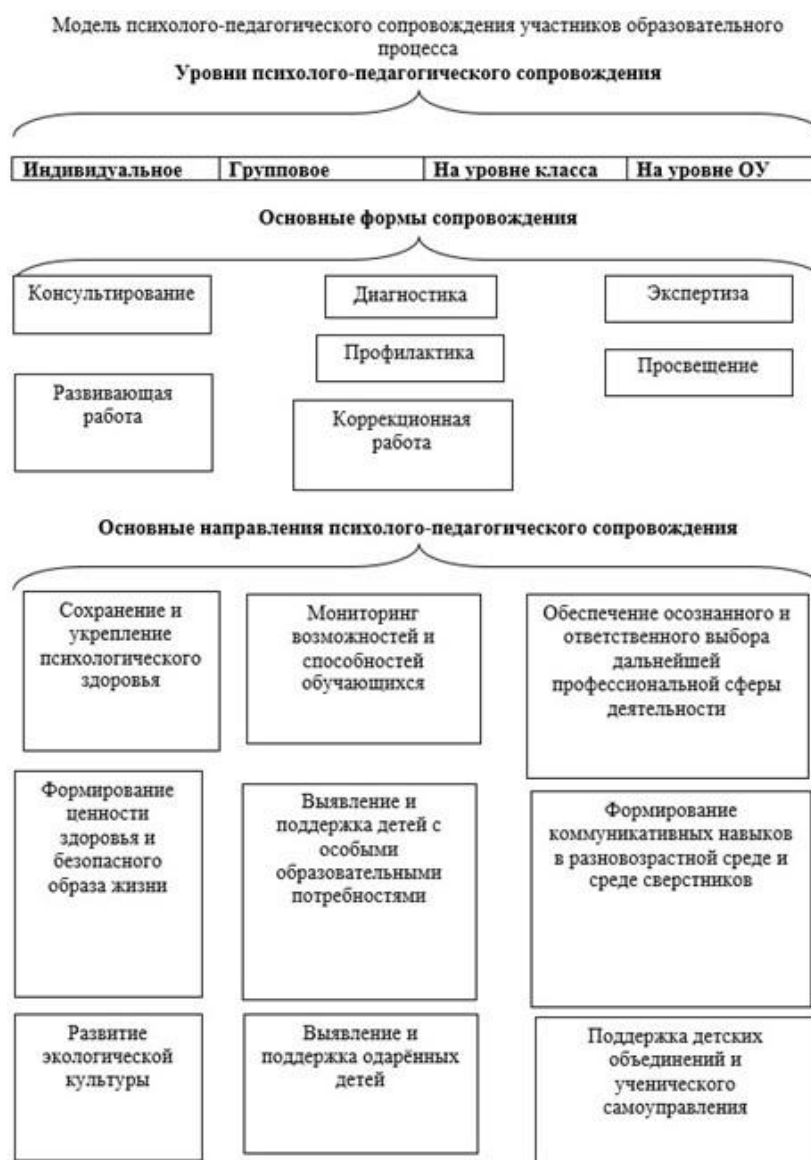 Модель психолого-педагогического сопровождения участников образовательного
процесса
Уровни психолого-педагогического сопровождения
Индивидуальное Групповое На уровне класса На уровне ОУ
Основные формы сопровождения
Консультирование
Диагностика
Экспертиза
Профилактика
Просвещение
Развивающая
работа
Коррекционная
работа
Основные направления психолого-педагогического сопровождения
Сохранение и
укрепление
психологического
здоровья
Мониторинг
возможностей и
способностей
обучающихся
Обеспечение осознанного и
ответственного выбора
дальнейшей
профессиональной сферы
деятельности
Формирование
ценности
здоровья и
безопасного
образа жизни
Выявление и
поддержка детей с
особыми
образовательными
потребностями
Формирование
коммуникативных навыков
в разновозрастной среде и
среде сверстников
Развитие
экологической
культуры
Выявление и
поддержка одарённых
детей
Поддержка детских
объединений и
ученического
самоуправления